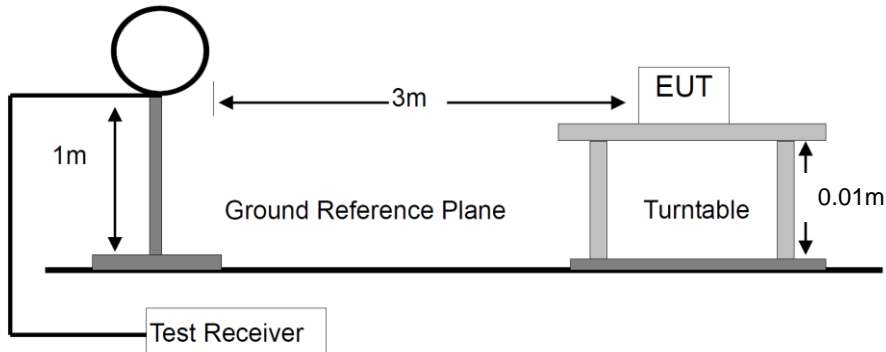 EUT
3m
1m
0.01m
Ground Reference Plane
Turntable
Test Receiver